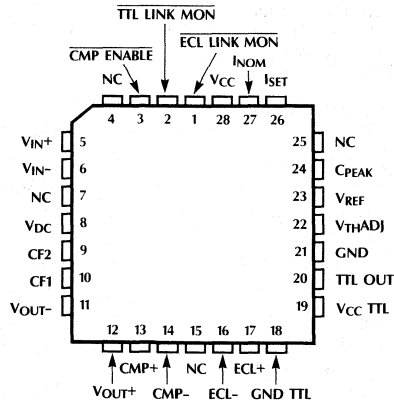 TTL LINK MON
ECL LINK MON
CMP ENABLE
INOM
NC
VCC
ISET
4 3 2 1 28 27 26
VIN+ 5
25 NC
VIN- 6
24 CPEAK
NC 7
23 VREF
VDC 8
22 VTHADJ
CF2 9
21 GND
CF1 10
20 TTL OUT
VOUT- 11
19 VCC TTL
12 13 14 15 16 17 18
CMP+ NC ECL+
VOUT+ CMP- ECL- GND TTL